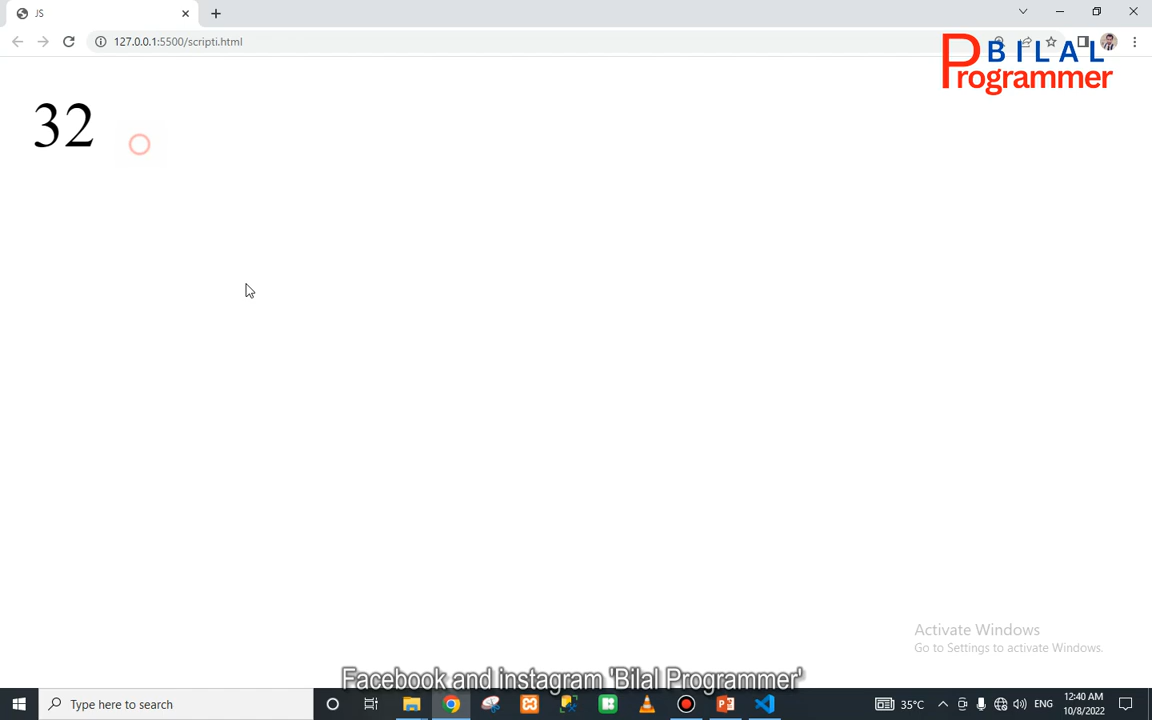 JS
127.0.0.1:5500/scripti.html
BILAL
Programmer
32
Activate Windows
Go to Settings to activate Windows.
Facebook and instagram 'Bilal Programmer'
Type here to search
35°C
ENG
12:40 AM
10/8/2022